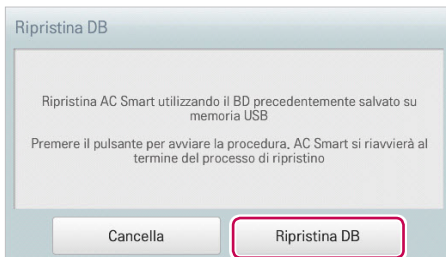 Ripristina DB
Ripristina AC Smart utilizzando il BD precedentemente salvato su
memoria USB
Premere il pulsante per avviare la procedura, AC Smart si riavvierà al
termine del processo di ripristino
Cancella
Ripristina DB